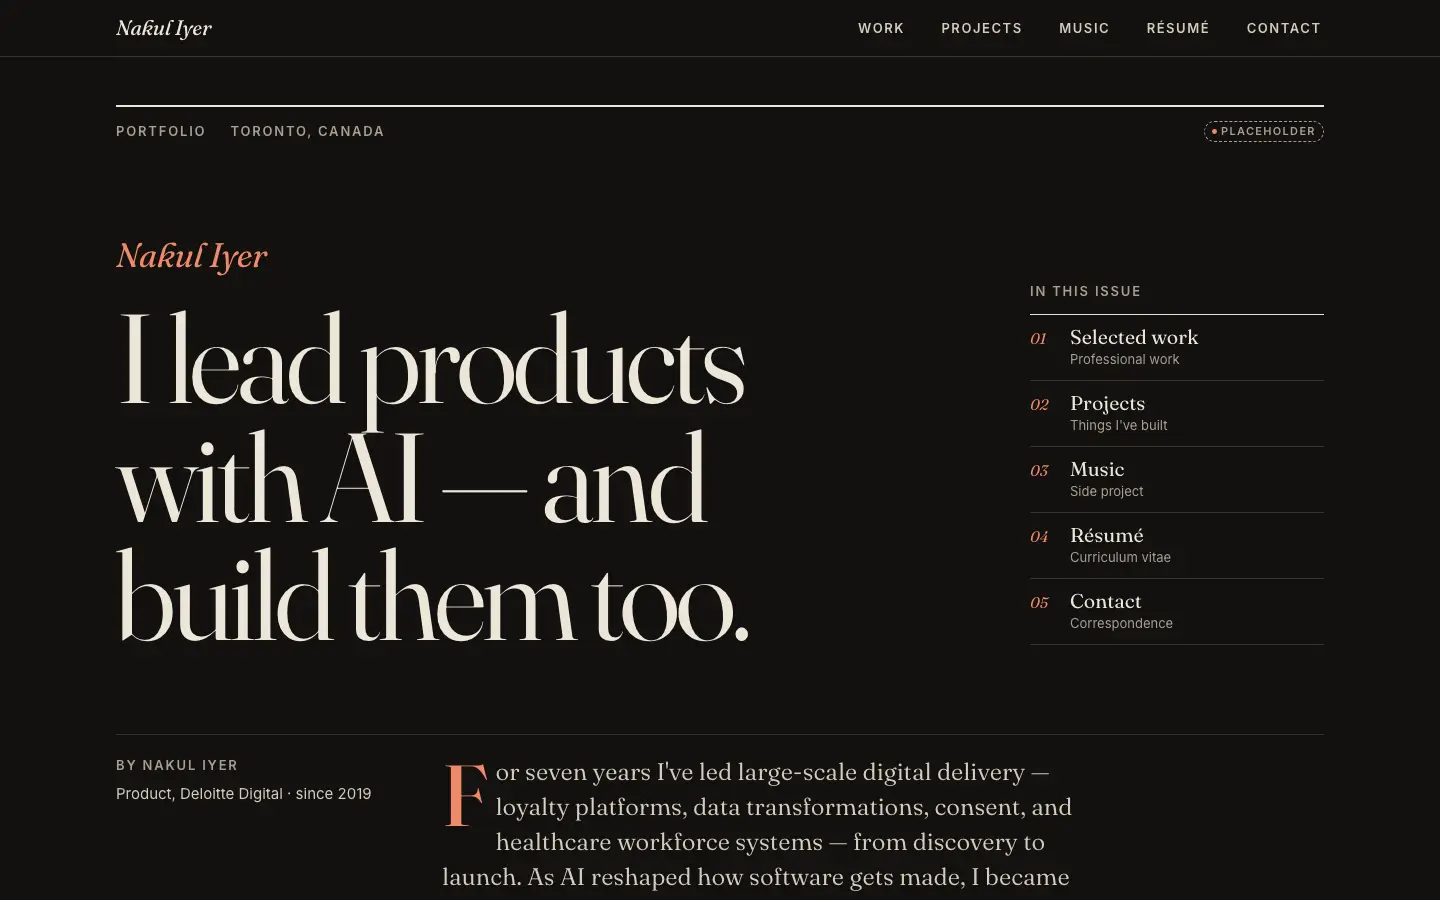 Nakul Iyer
WORK PROJECTS MUSIC RÉSUMÉ CONTACT
PORTFOLIO TORONTO, CANADA
PLACEHOLDER
Nakul Iyer
I lead products
with AI — and
build them too.
IN THIS ISSUE
01 Selected work
Professional work
02 Projects
Things I've built
03 Music
Side project
04 Résumé
Curriculum vitae
05 Contact
Correspondence
BY NAKUL IYER
Product, Deloitte Digital · since 2019
For seven years I've led large-scale digital delivery —
loyalty platforms, data transformations, consent, and
healthcare workforce systems — from discovery to
launch. As AI reshaped how software gets made, I became